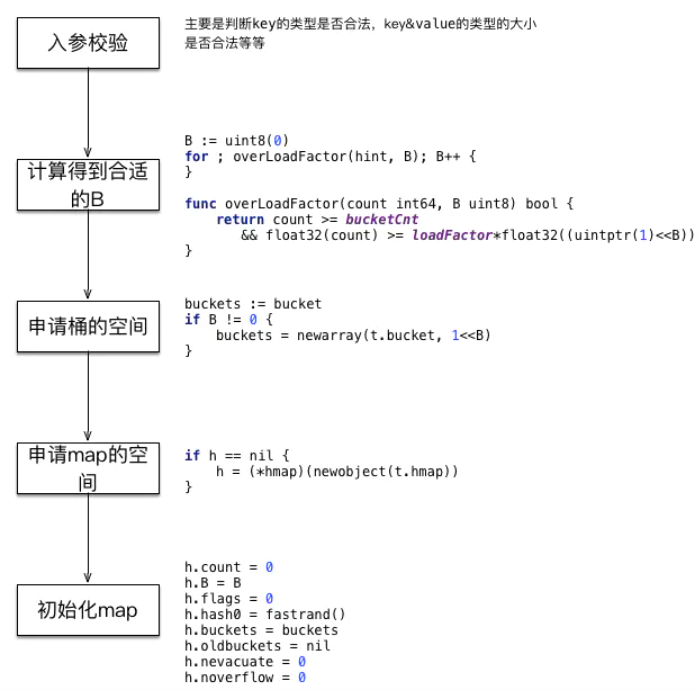 入参校验
主要是判断key的类型是否合法，key&value的类型的大小
是否合法等等
计算得到合适
的B
B := uint8(0)
for ; overLoadFactor(hint, B); B++ {
}
func overLoadFactor(count int64, B uint8) bool {
return count >= bucketCnt
&& float32(count) >= loadFactor*float32((uintptr(1)<<B))
}
申请桶的空间
buckets := bucket
if B != 0 {
buckets = newarray(t.bucket, 1<<B)
}
申请map的空
间
if h == nil {
h = (*hmap)(newobject(t.hmap))
}
初始化map
h.count = 0
h.B = B
h.flags = 0
h.hash0 = fastrand()
h.buckets = buckets
h.oldbuckets = nil
h.nevacuate = 0
h.noverflow = 0